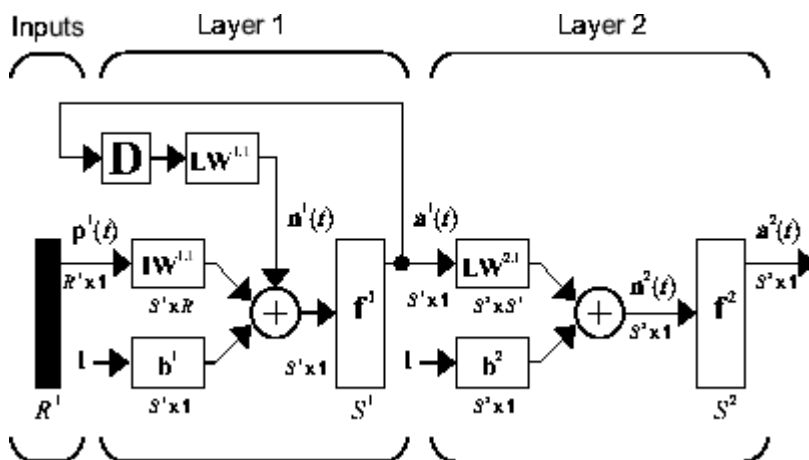 Inputs Layer 1 Layer 2
D LW¹,¹
n¹(t) a¹(t) a²(t)
p¹(t) IW¹,¹ LW²,¹ n²(t)
R¹x1 S¹xR + f¹ S¹x1 S²xS¹ + S²x1 f² S²x1
1 b¹ S¹x1 1 b²
R¹ S¹x1 S¹ S²x1 S²